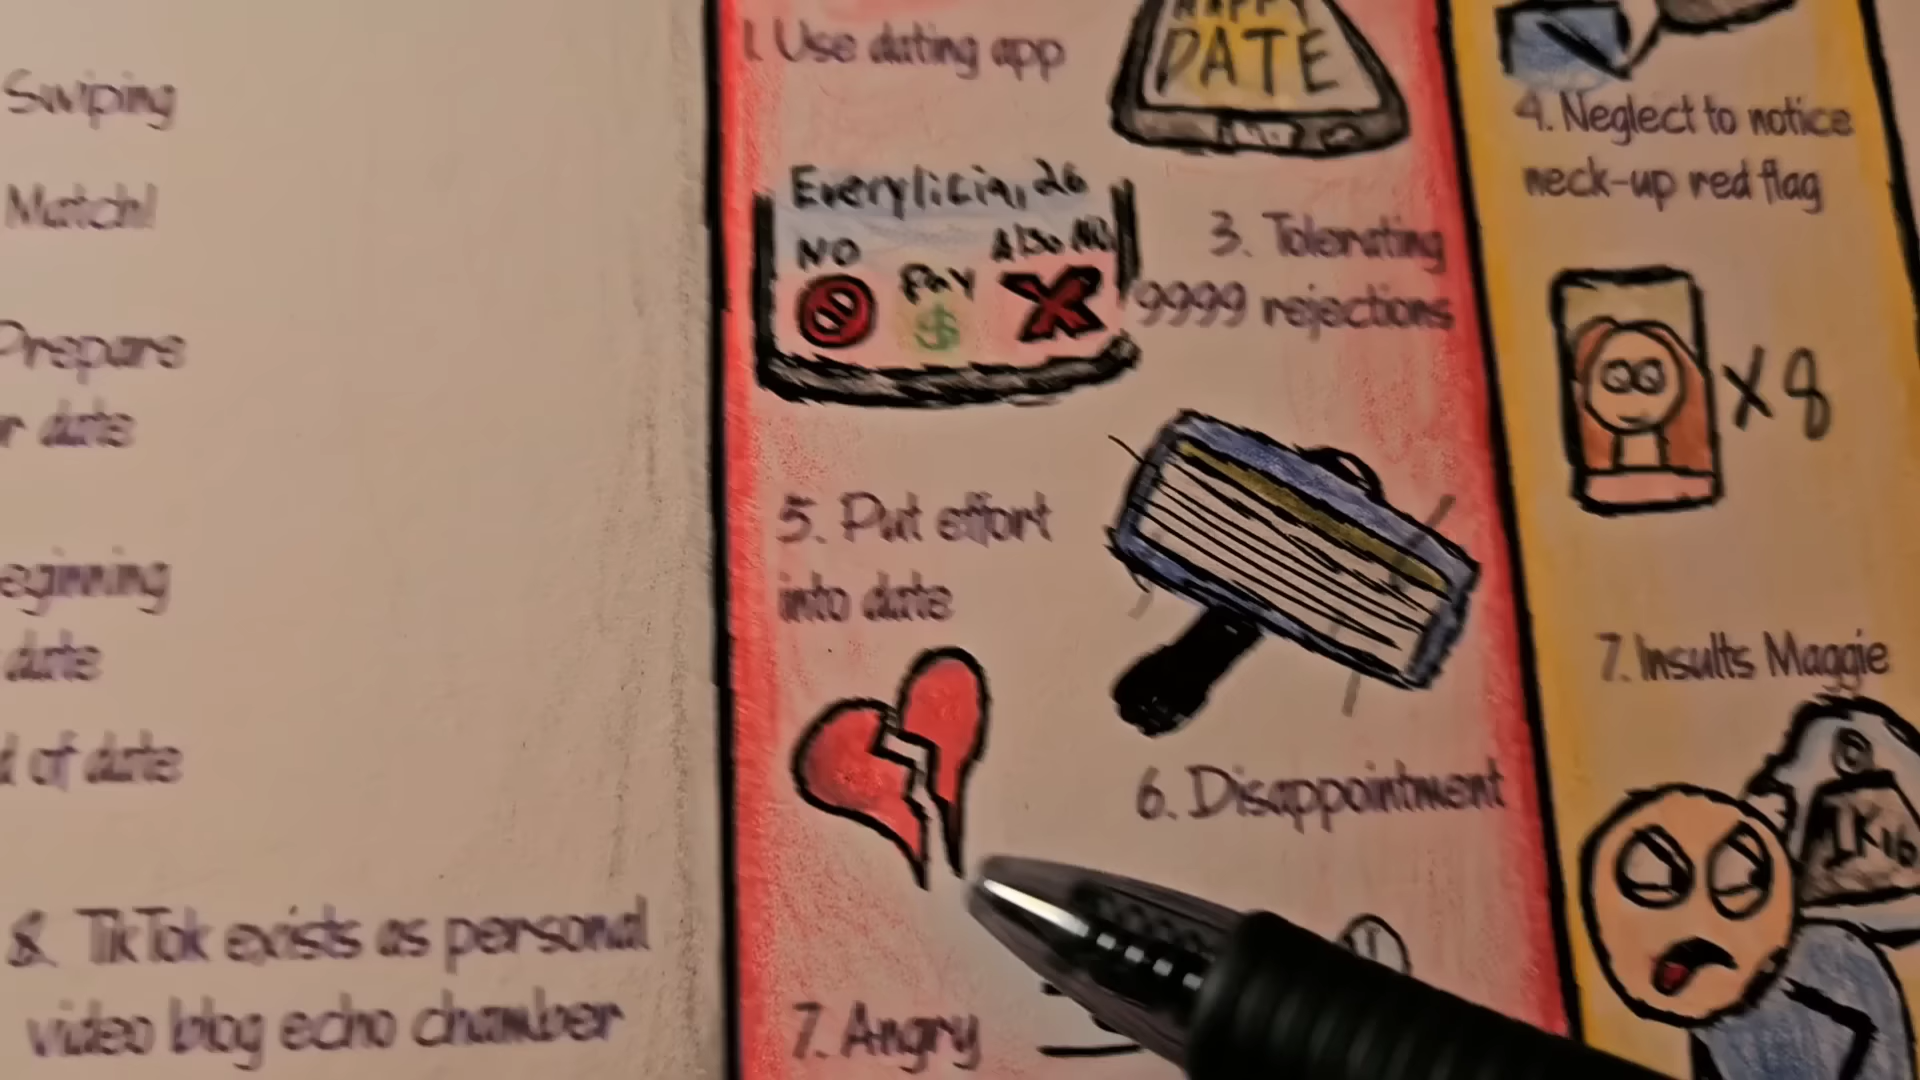 Swiping
Match!
Prepare
date
date
of date
8. TikTok exists as personal
video blog echo chamber
1. Use dating app
HAPPY
DATE
Everylicia, 26
NO
PAY
$
Also NO
3. Tolerating
9999 rejections
5. Put effort
into date
6. Disappointment
7. Angry
4. Neglect to notice
neck-up red flag
X 8
7. Insults Maggie